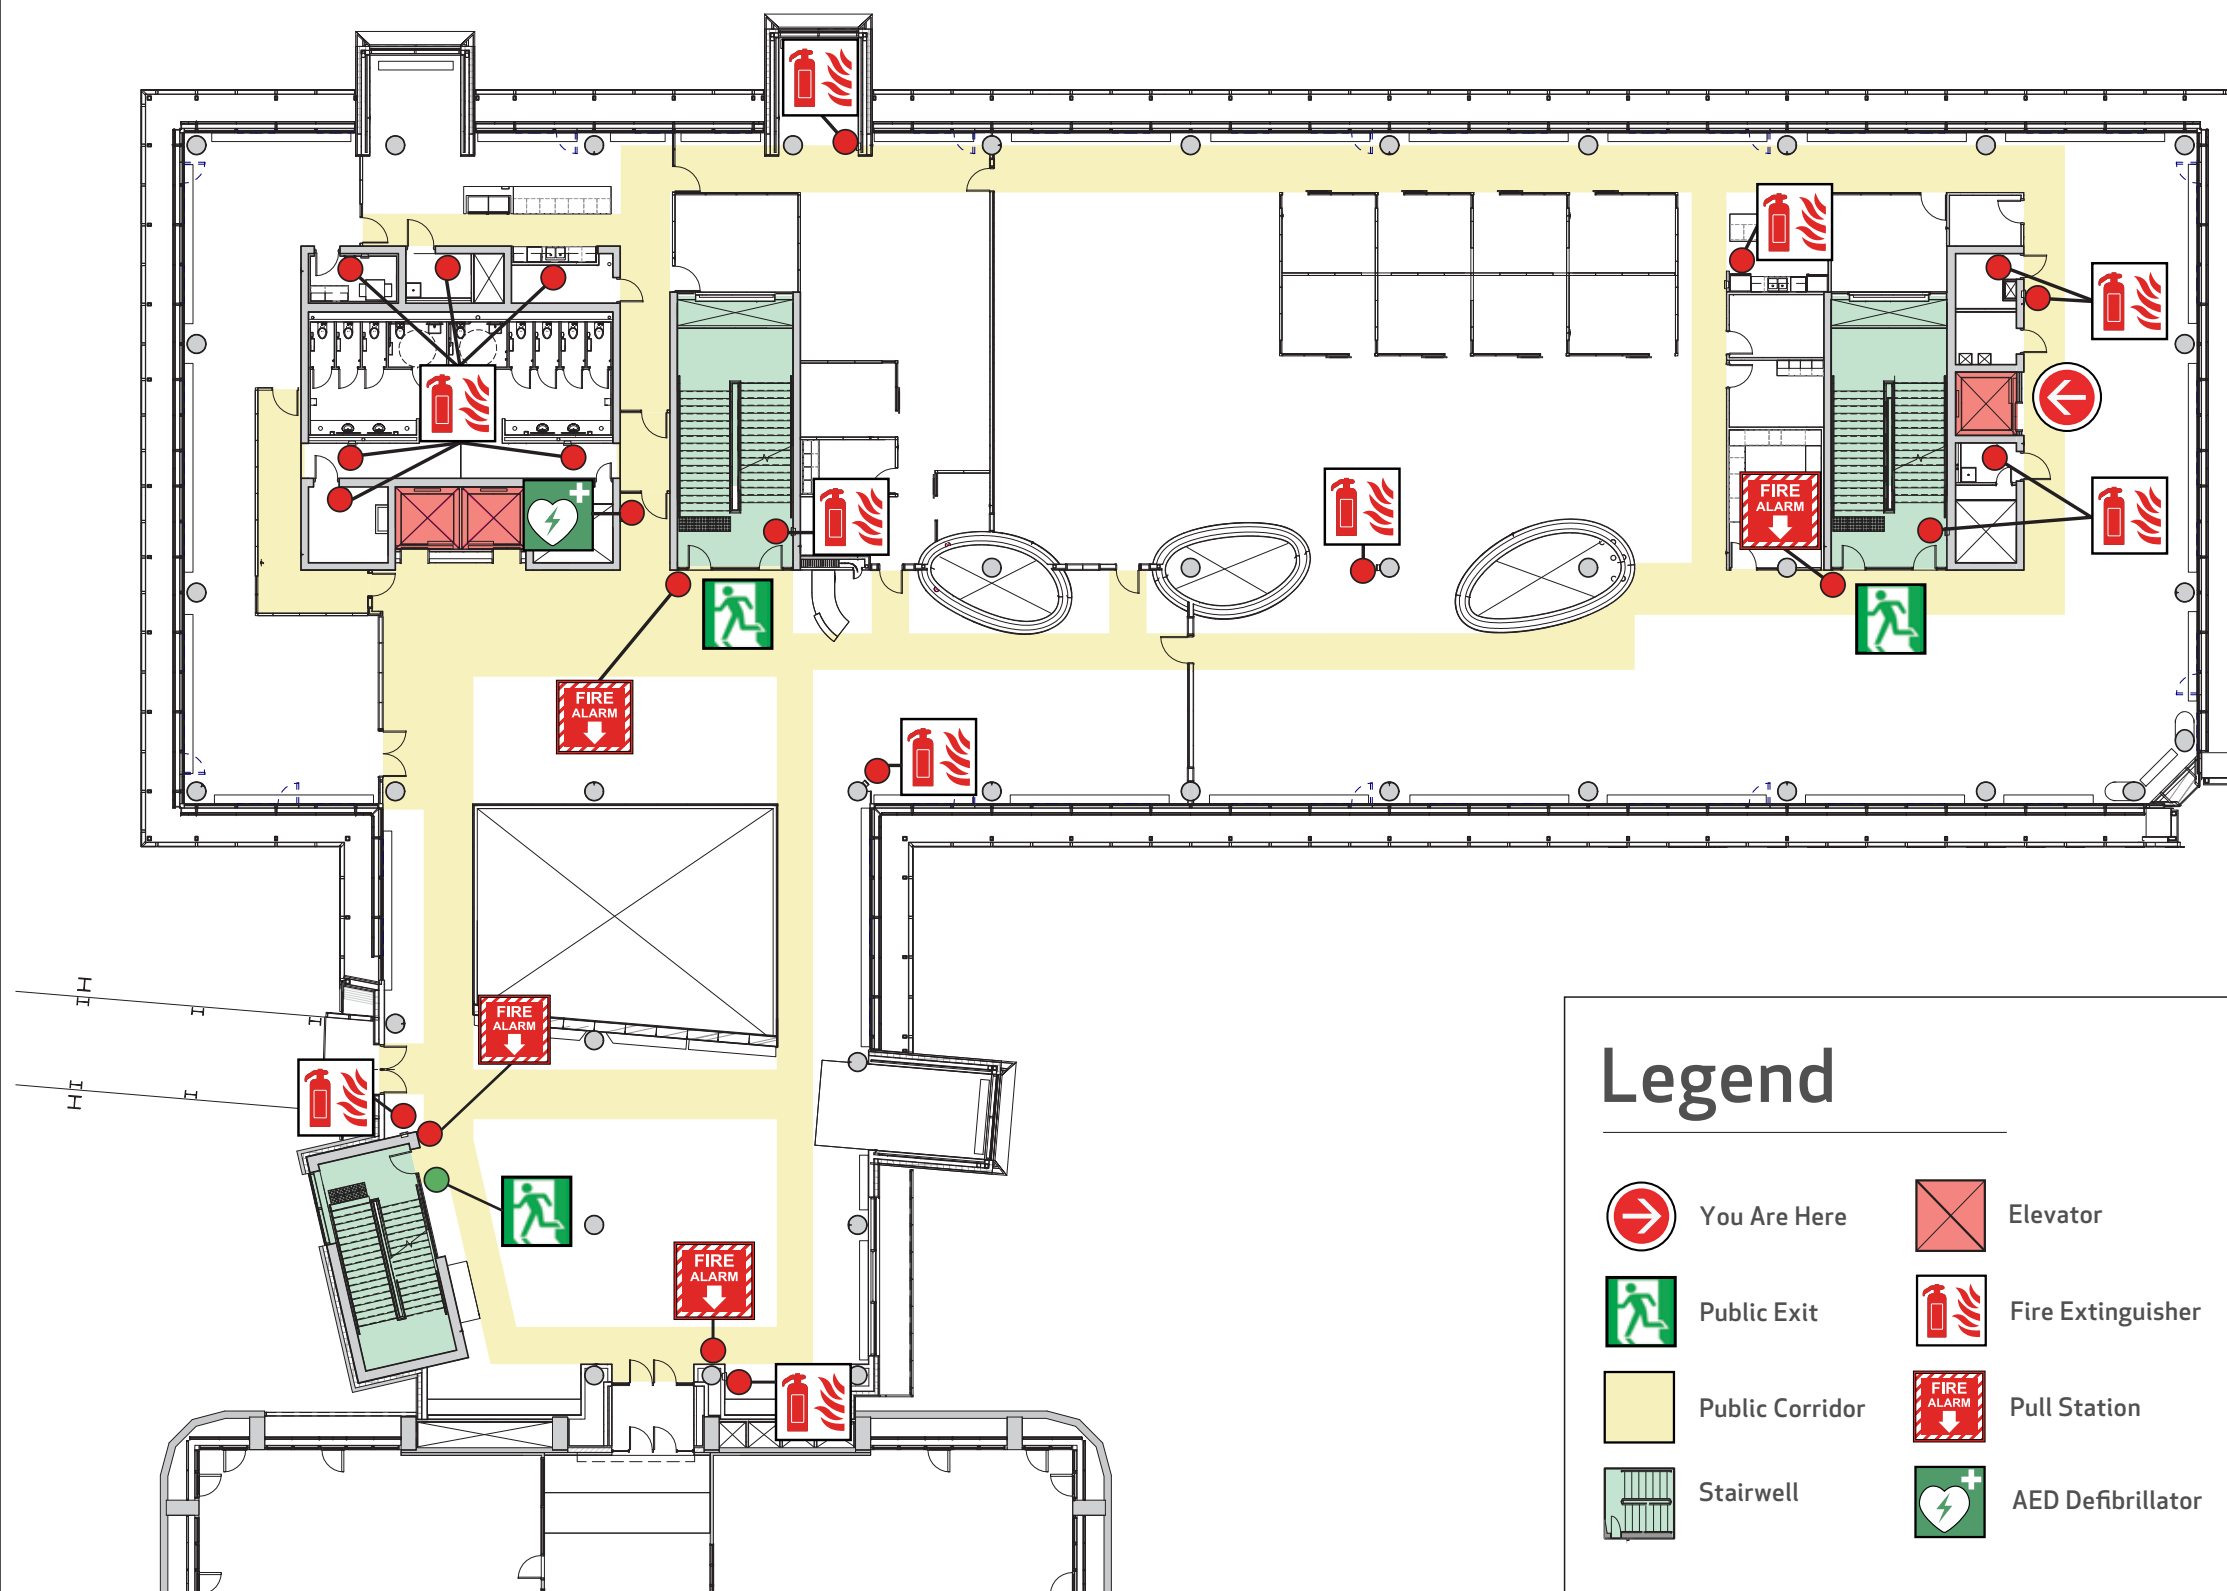 FIRE
ALARM
FIRE
ALARM
FIRE
ALARM
FIRE
ALARM
Legend
You Are Here
Elevator
Public Exit
Fire Extinguisher
Public Corridor
FIRE
ALARM
Pull Station
Stairwell
AED Defibrillator